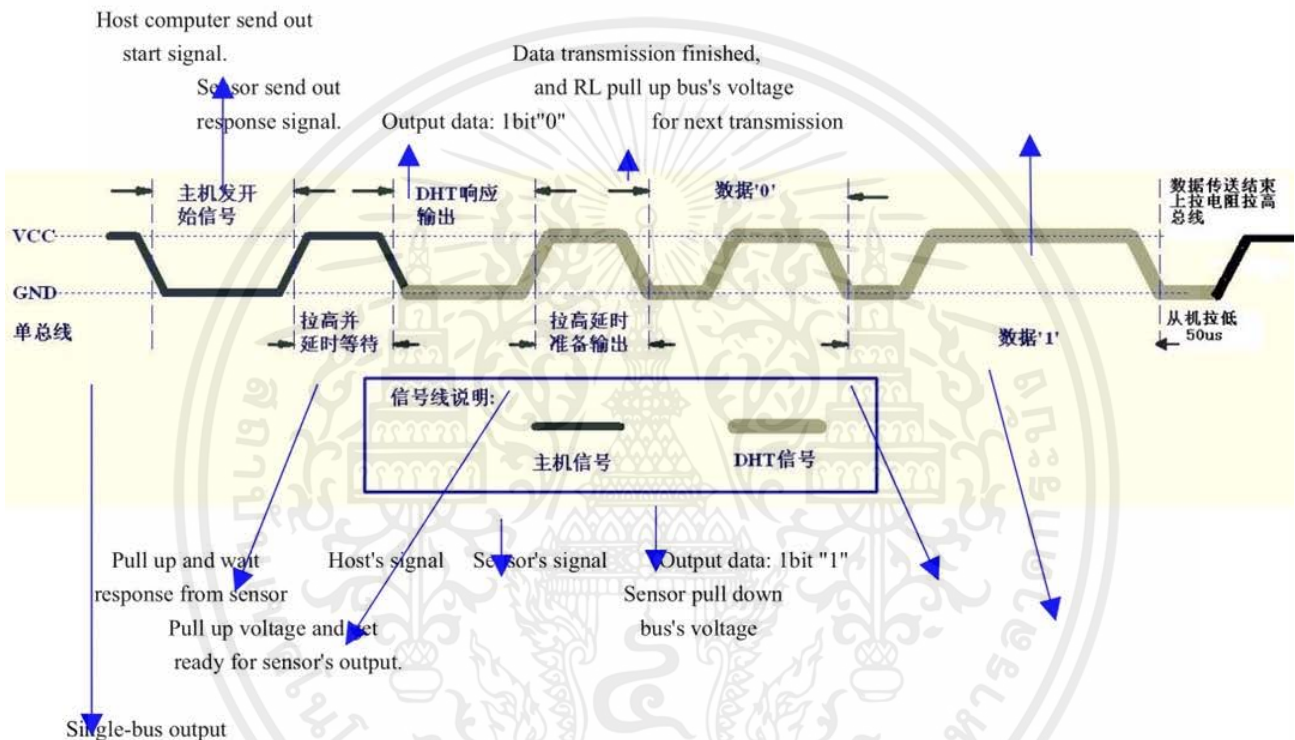 Host computer send out
start signal.
Sensor send out
response signal.
Output data: 1bit"0"
Data transmission finished,
and RL pull up bus's voltage
for next transmission
主机发开
始信号
DHT响应
输出
数据'0'
数据传送结束
上拉电阻拉高
总线
VCC
GND
单总线
拉高并
延时等待
拉高延时
准备输出
数据'1'
从机拉低
50us
信号线说明:
主机信号
DHT信号
Pull up and wait
response from sensor
Host's signal
Sensor's signal
Output data: 1bit "1"
Sensor pull down
bus's voltage
Pull up voltage and get
ready for sensor's output.
Single-bus output